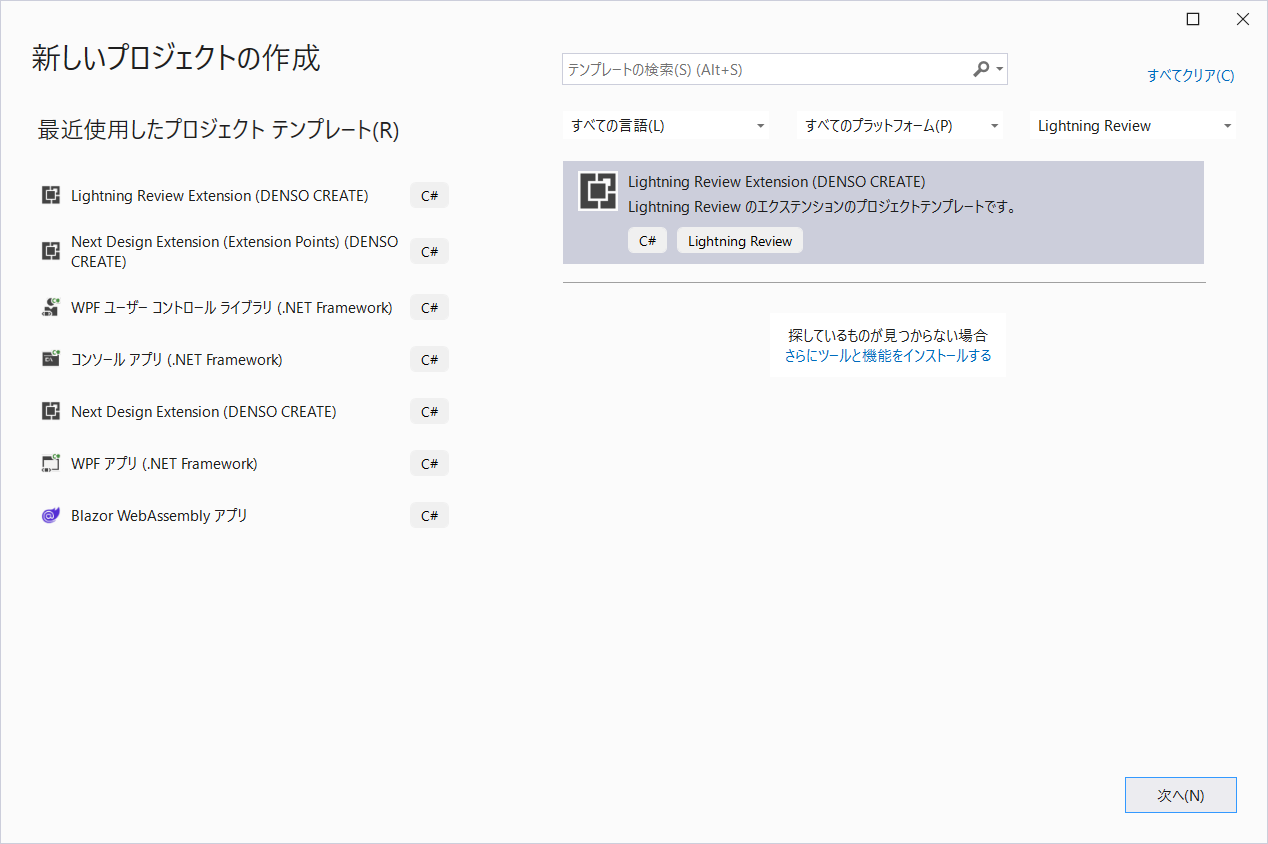 新しいプロジェクトの作成
最近使用したプロジェクト テンプレート(R)
Lightning Review Extension (DENSO CREATE)
C#
Next Design Extension (Extension Points) (DENSO
CREATE)
C#
WPF ユーザー コントロール ライブラリ (.NET Framework)
C#
コンソール アプリ (.NET Framework)
C#
Next Design Extension (DENSO CREATE)
C#
WPF アプリ (.NET Framework)
C#
Blazor WebAssembly アプリ
C#
テンプレートの検索(S) (Alt+S)
すべてクリア(C)
すべての言語(L)
すべてのプラットフォーム(P)
Lightning Review
Lightning Review Extension (DENSO CREATE)
Lightning Review のエクステンションのプロジェクトテンプレートです。
C#
Lightning Review
探しているものが見つからない場合
さらにツールと機能をインストールする
次へ(N)